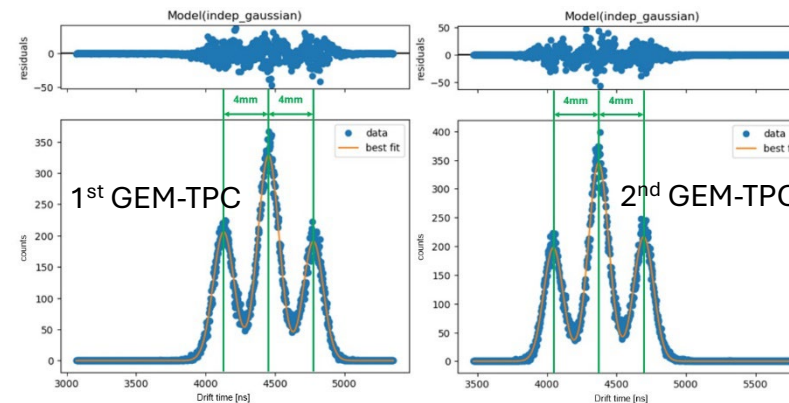 Model(indep_gaussian)
50
0
−50
residuals
4mm 4mm
350
300
250
200
150
100
50
0
counts
data
best fit
1st GEM-TPC
3000 3500 4000 4500 5000
Drift time [ns]
Model(indep_gaussian)
50
0
−50
residuals
4mm 4mm
400
350
300
250
200
150
100
50
0
counts
data
best f
2nd GEM-TPC
3500 4000 4500 5000 5500
Drift time [ns]